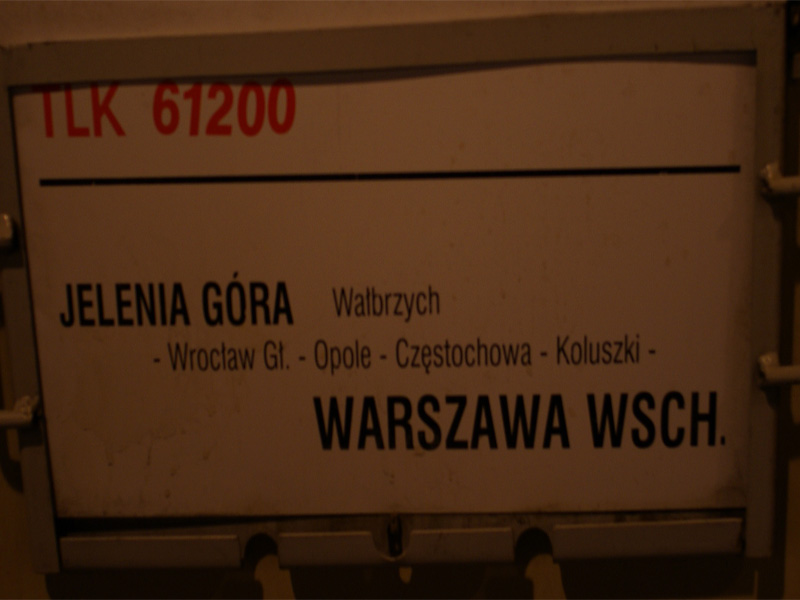 TLK 61200
JELENIA GÓRA Wałbrzych
- Wrocław Gł. - Opole - Częstochowa - Koluszki -
WARSZAWA WSCH.